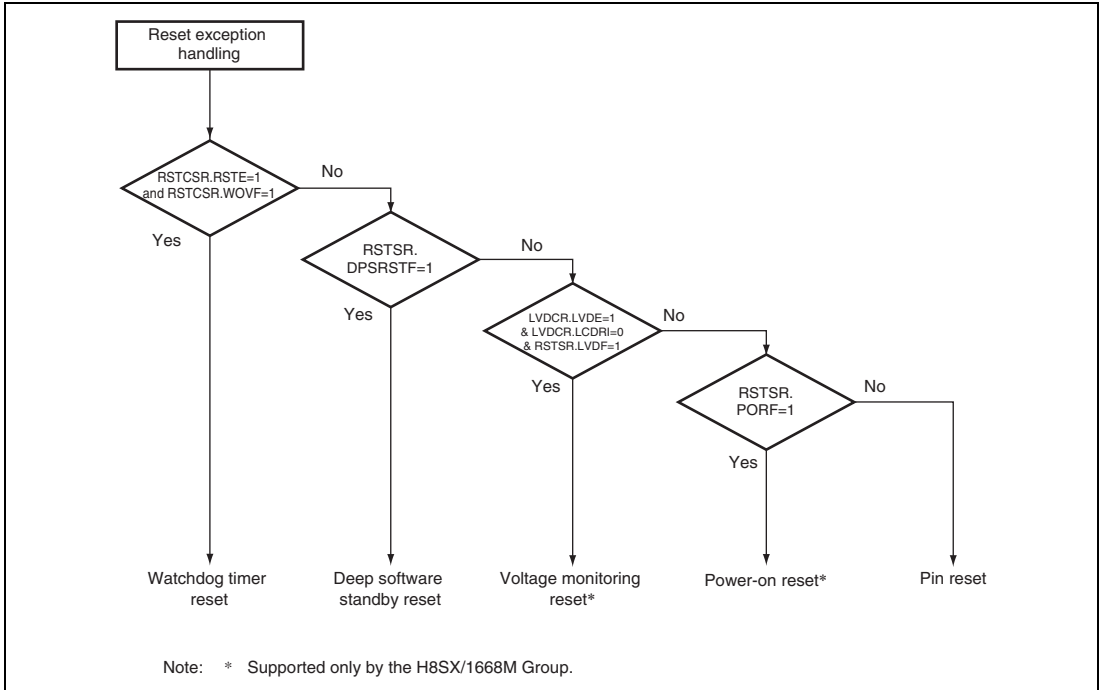 Reset exception
handling
RSTCSR.RSTE=1
and RSTCSR.WOVF=1
No
Yes
RSTSR.
DPSRSTF=1
No
Yes
LVDCR.LVDE=1
& LVDCR.LCDRI=0
& RSTSR.LVDF=1
No
Yes
RSTSR.
PORF=1
No
Yes
Watchdog timer
reset
Deep software
standby reset
Voltage monitoring
reset*
Power-on reset*
Pin reset
Note: * Supported only by the H8SX/1668M Group.